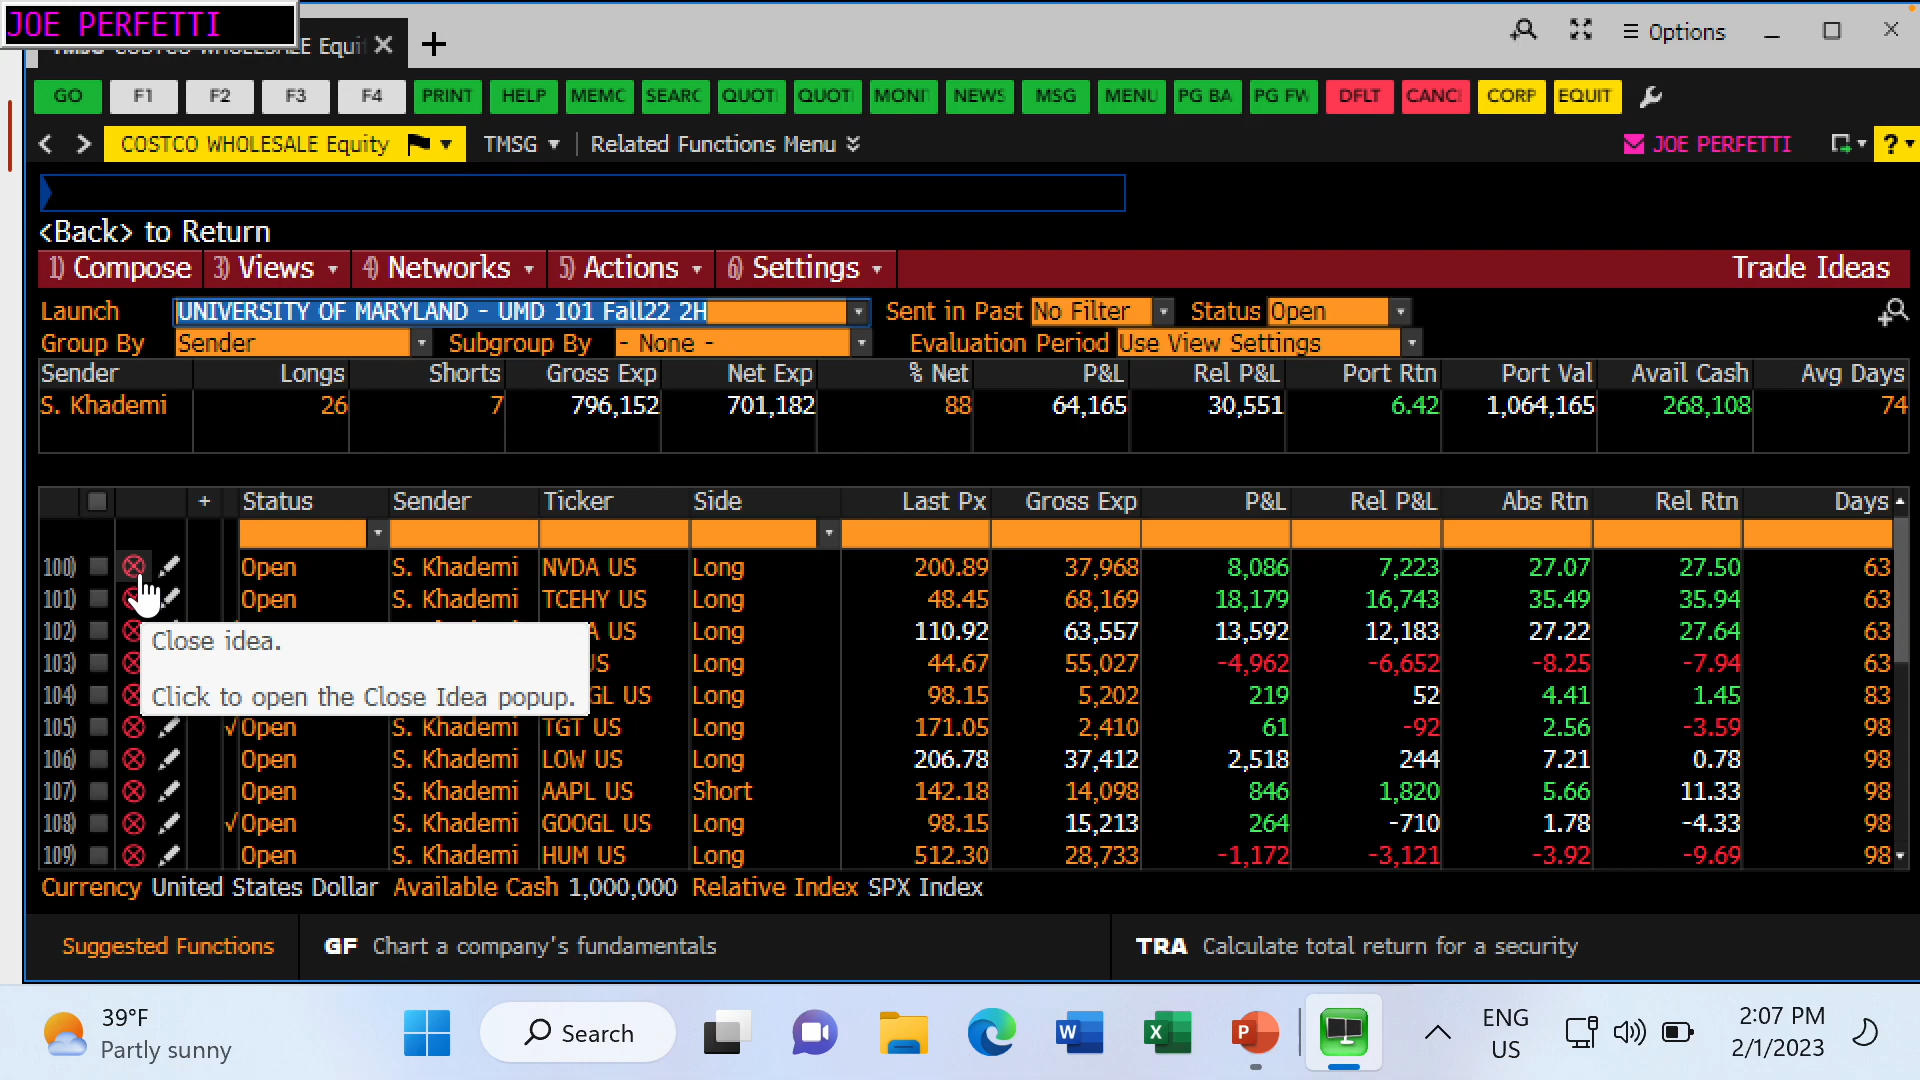 JOE PERFETTI
TMSG COSTCO WHOLESALE Equi
Options
GO F1 F2 F3 F4 PRINT HELP MEMC SEARC QUOT QUOT MONI NEWS MSG MENU PG BA PG FW DFLT CANC CORP EQUIT
COSTCO WHOLESALE Equity TMSG Related Functions Menu JOE PERFETTI ?
<Back> to Return
1) Compose 3) Views 4) Networks 5) Actions 6) Settings Trade Ideas
Launch UNIVERSITY OF MARYLAND - UMD 101 Fall22 2H Sent in Past No Filter Status Open
Group By Sender Subgroup By - None - Evaluation Period Use View Settings
Sender Longs Shorts Gross Exp Net Exp % Net P&L Rel P&L Port Rtn Port Val Avail Cash Avg Days
S. Khademi 26 7 796,152 701,182 88 64,165 30,551 6.42 1,064,165 268,108 74
+ Status Sender Ticker Side Last Px Gross Exp P&L Rel P&L Abs Rtn Rel Rtn Days
100) Open S. Khademi NVDA US Long 200.89 37,968 8,086 7,223 27.07 27.50 63
101) Open S. Khademi TCEHY US Long 48.45 68,169 18,179 16,743 35.49 35.94 63
102) A US Long 110.92 63,557 13,592 12,183 27.22 27.64 63
Close idea.
103) US Long 44.67 55,027 -4,962 -6,652 -8.25 -7.94 63
104) GL US Long 98.15 5,202 219 52 4.41 1.45 83
Click to open the Close Idea popup.
105) √ Open S. Khademi TGT US Long 171.05 2,410 61 -92 2.56 -3.59 98
106) Open S. Khademi LOW US Long 206.78 37,412 2,518 244 7.21 0.78 98
107) Open S. Khademi AAPL US Short 142.18 14,098 846 1,820 5.66 11.33 98
108) √ Open S. Khademi GOOGL US Long 98.15 15,213 264 -710 1.78 -4.33 98
109) Open S. Khademi HUM US Long 512.30 28,733 -1,172 -3,121 -3.92 -9.69 98
Currency United States Dollar Available Cash 1,000,000 Relative Index SPX Index
Suggested Functions GF Chart a company's fundamentals TRA Calculate total return for a security
39°F
Partly sunny
Search
ENG
US
2:07 PM
2/1/2023